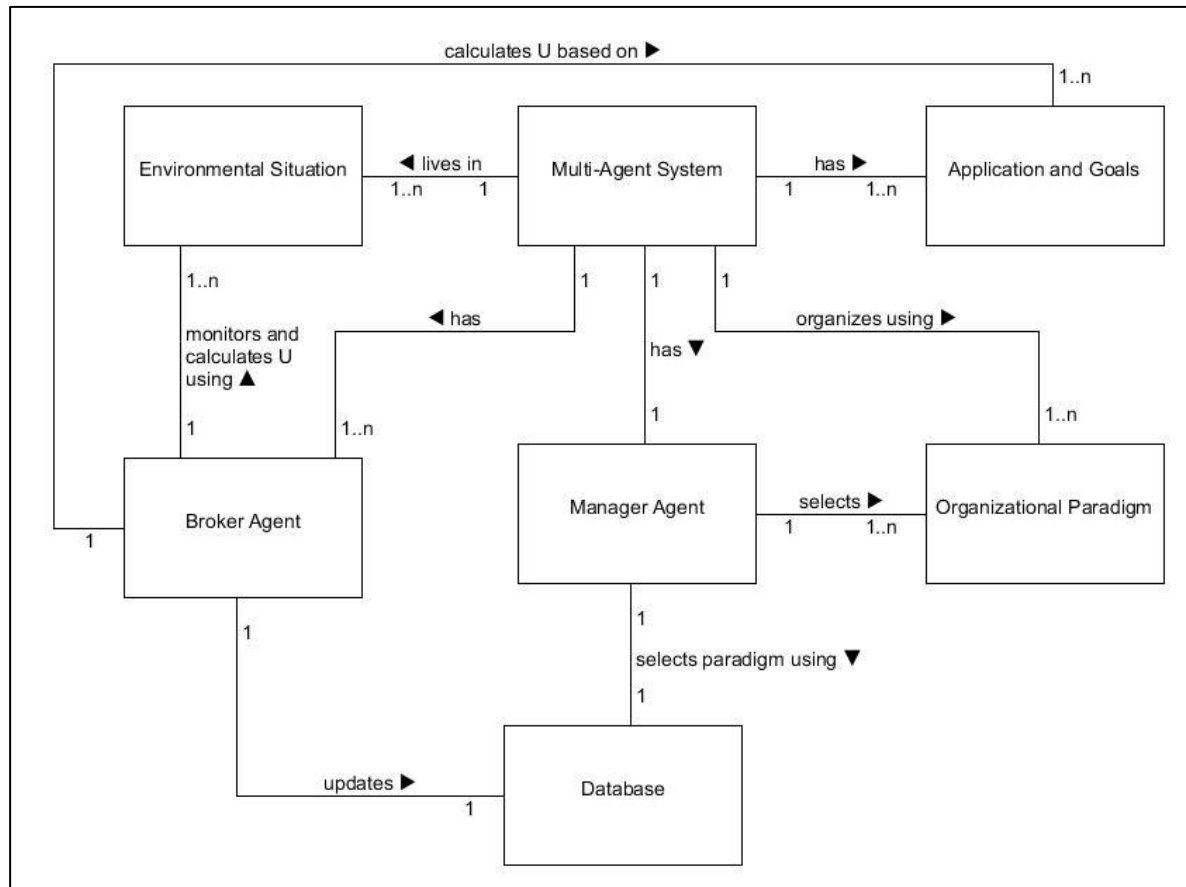 calculates U based on ►
1..n
Environmental Situation
◄ lives in
1..n 1
Multi-Agent System
has ►
1 1..n
Application and Goals
1..n
1
1
1
monitors and
calculates U
using ▲
◄ has
has ▼
organizes using ►
1
1..n
1
1..n
Broker Agent
1
Manager Agent
selects ►
1 1..n
Organizational Paradigm
1
1
selects paradigm using ▼
1
updates ►
1
Database